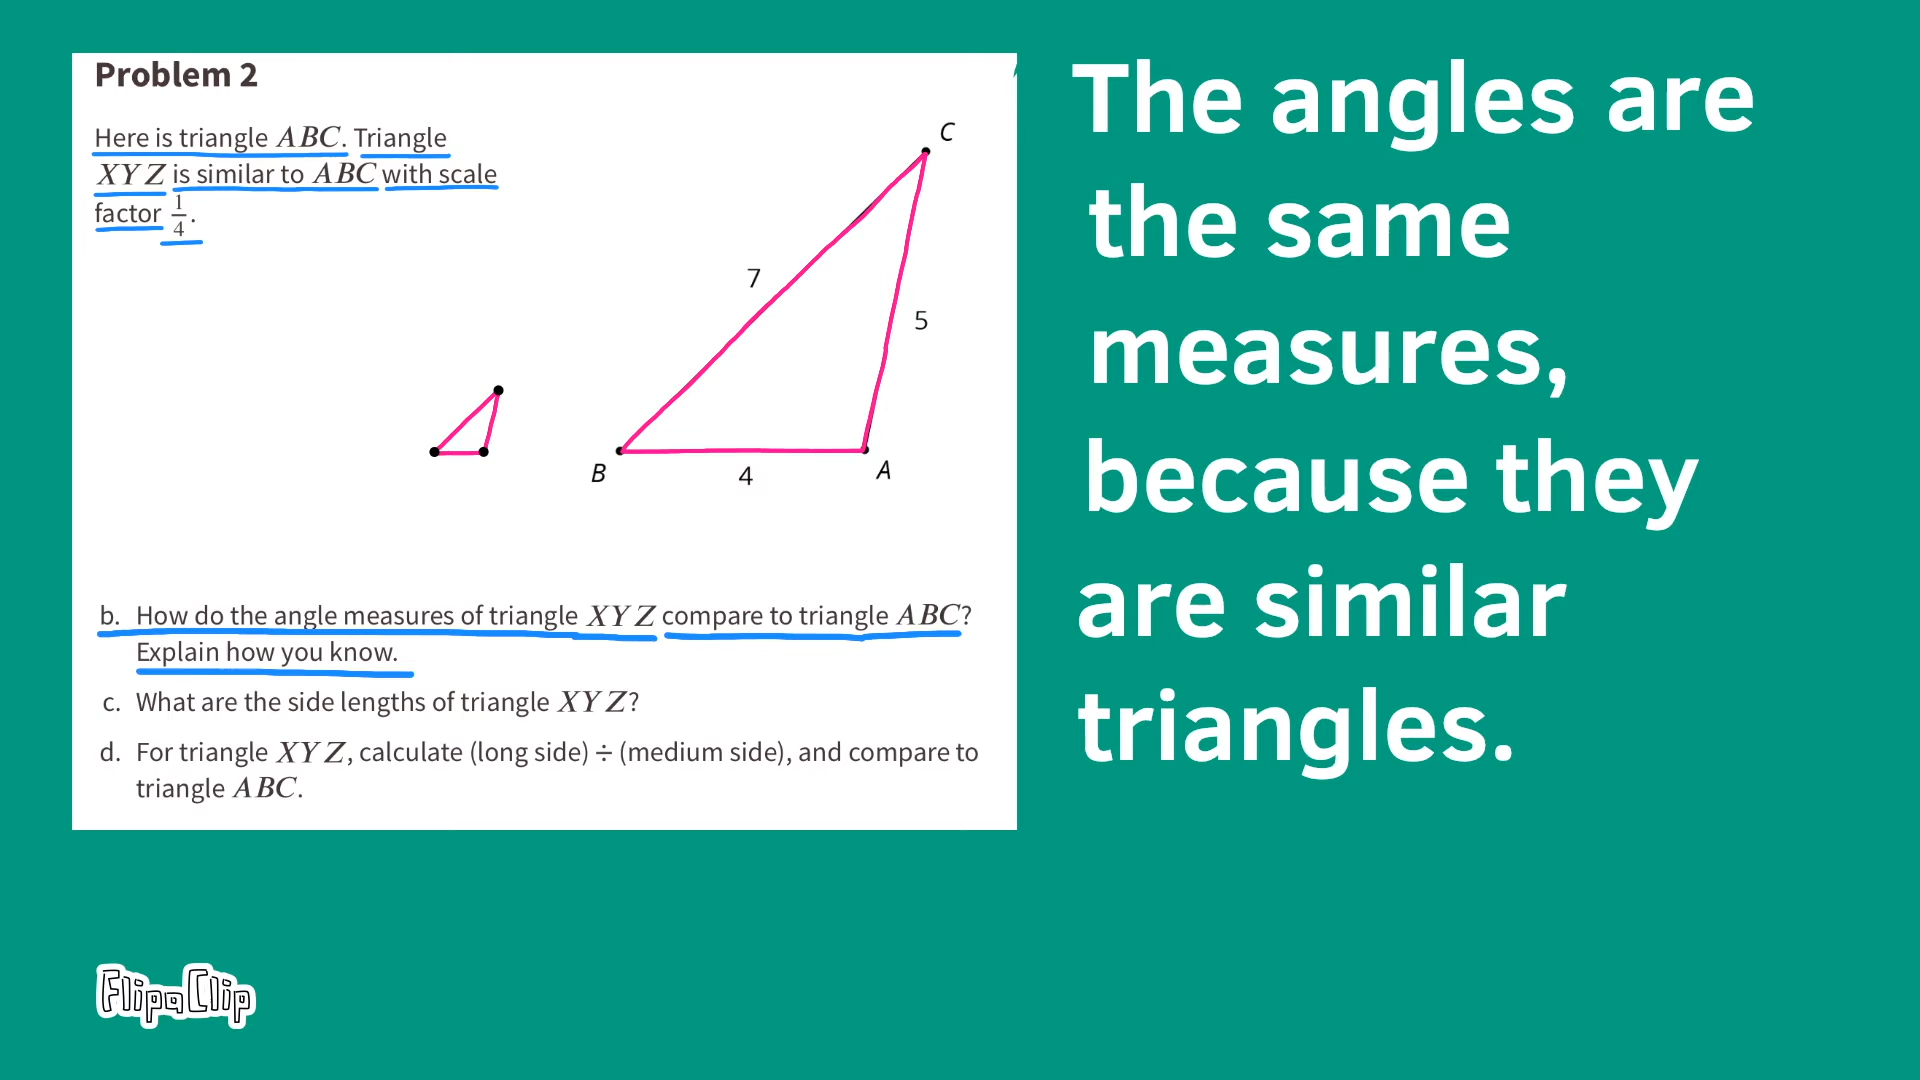 Problem 2
Here is triangle ABC. Triangle
XYZ is similar to ABC with scale
factor 1/4.
C
7
5
B
4
A
b. How do the angle measures of triangle XYZ compare to triangle ABC?
Explain how you know.
c. What are the side lengths of triangle XYZ?
d. For triangle XYZ, calculate (long side) ÷ (medium side), and compare to
triangle ABC.
The angles are
the same
measures,
because they
are similar
triangles.
FlipaClip